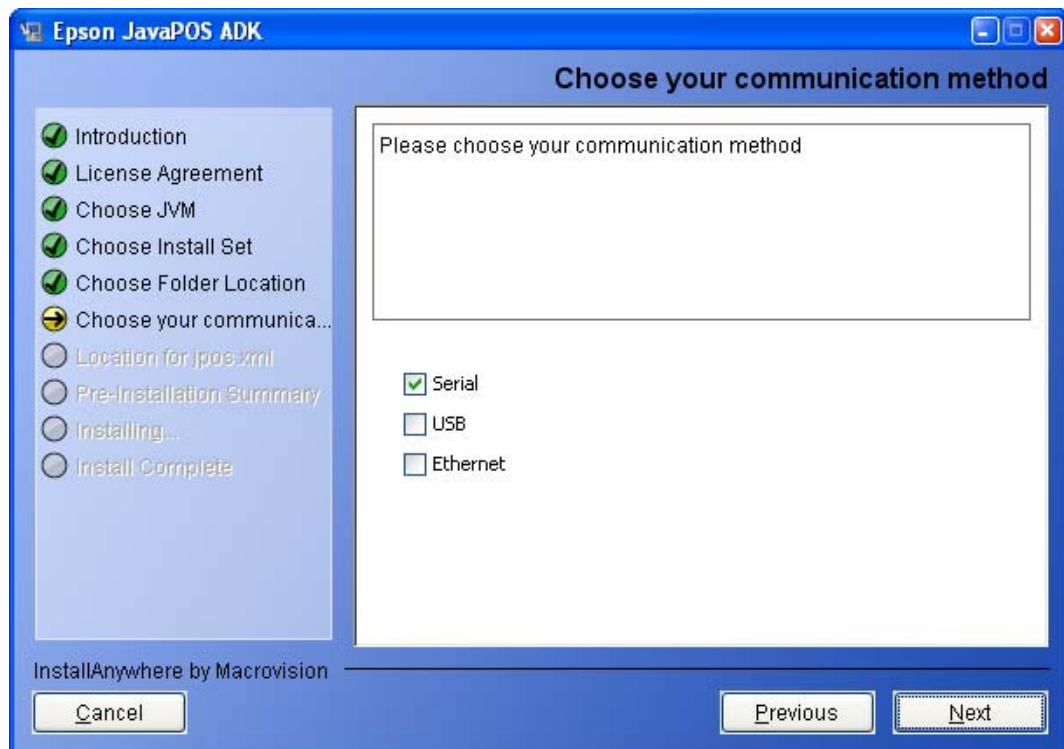 Epson JavaPOS ADK
Choose your communication method
Introduction
License Agreement
Choose JVM
Choose Install Set
Choose Folder Location
Choose your communica...
Location for jpos.xml
Pre-Installation Summary
Installing...
Install Complete
Please choose your communication method
Serial
USB
Ethernet
InstallAnywhere by Macrovision
Cancel
Previous
Next